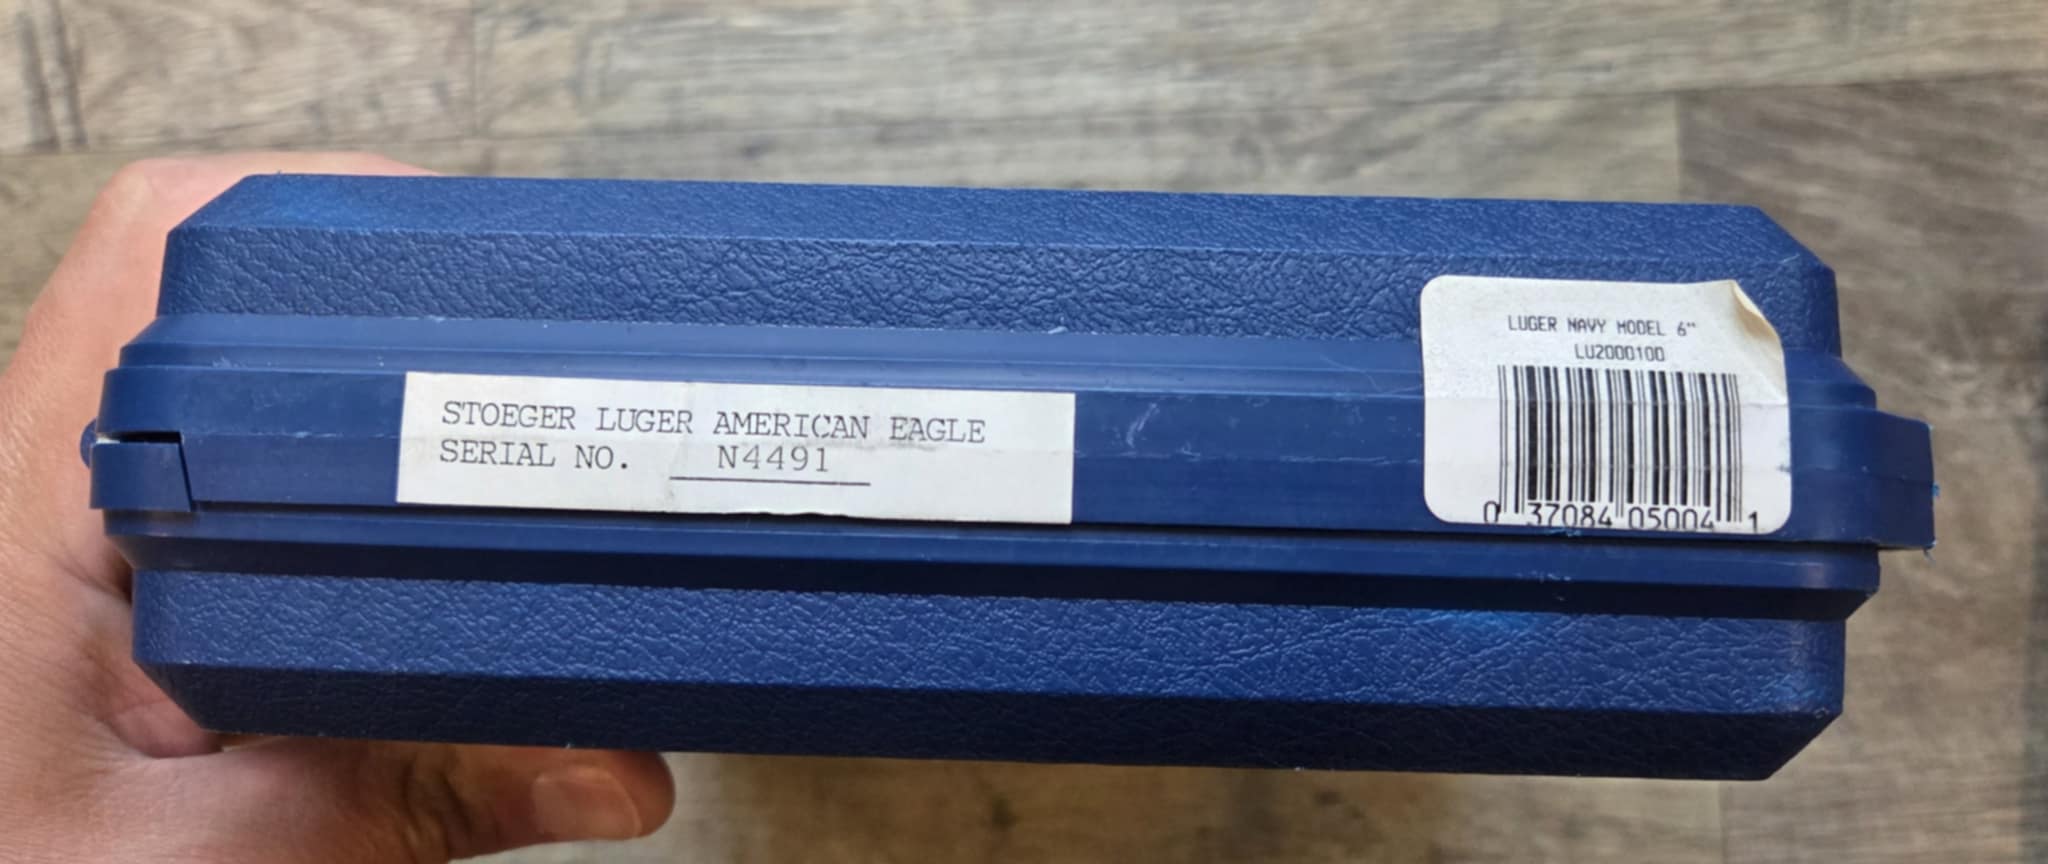 STOEGER LUGER AMERICAN EAGLE
SERIAL NO. N4491
LUGER NAVY MODEL 6"
LU2000100
0 37084 05004 1